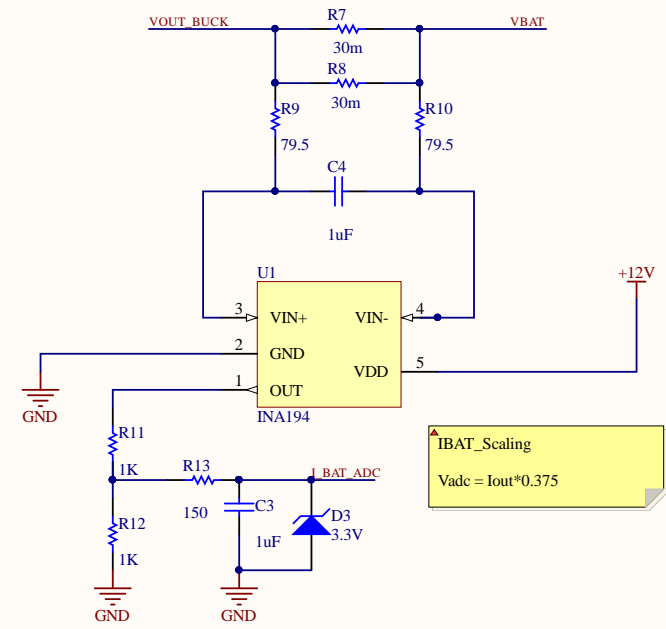 R7
VOUT_BUCK
VBAT
30m
R8
30m
R9
R10
79.5
79.5
C4
1uF
U1
+12V
3
VIN+
VIN-
4
2
GND
VDD
5
1
OUT
GND
INA194
R11
1K
R13
I_BAT_ADC
150
C3
1uF
R12
1K
D3
3.3V
GND
GND
IBAT_Scaling
Vadc = Iout*0.375